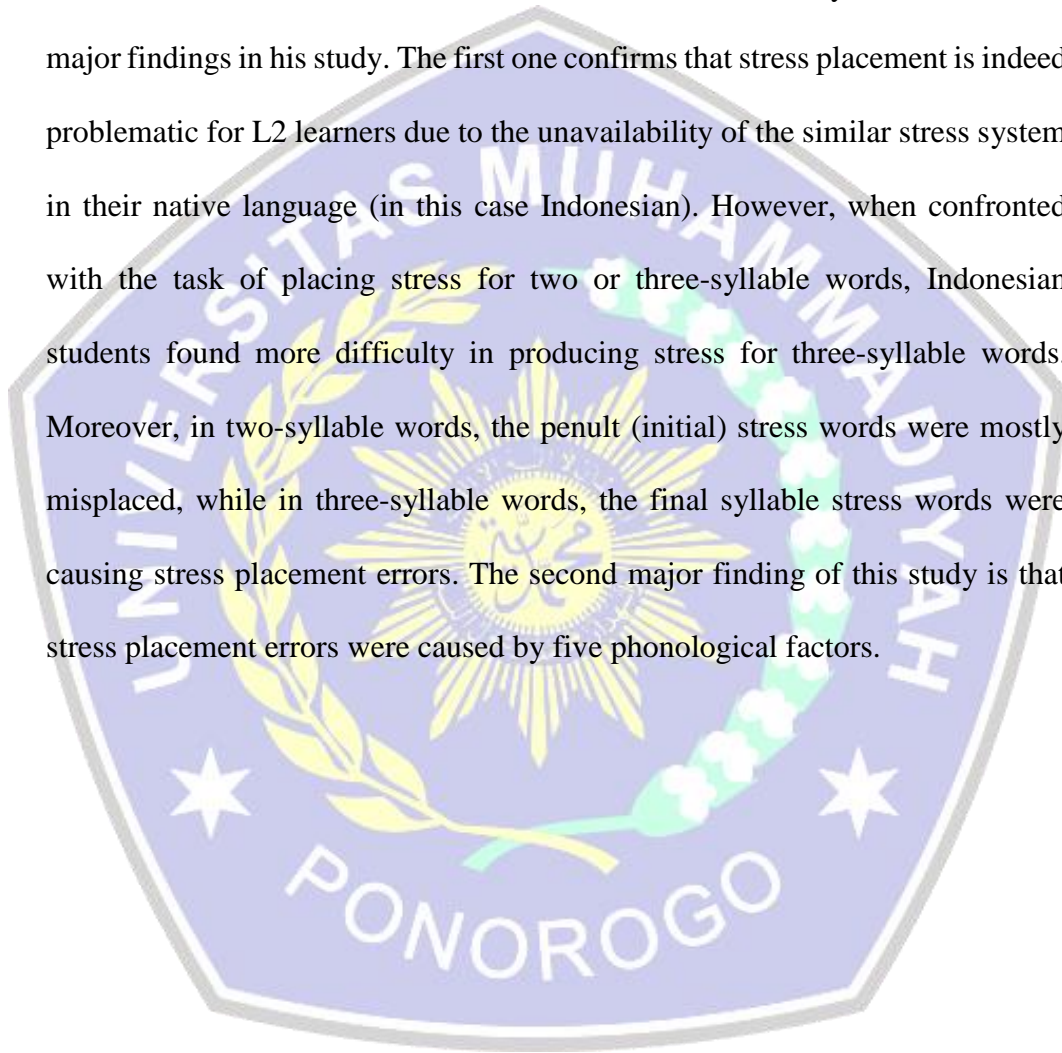 major findings in his study. The first one confirms that stress placement is indeed
problematic for L2 learners due to the unavailability of the similar stress system
in their native language (in this case Indonesian). However, when confronted
with the task of placing stress for two or three-syllable words, Indonesian
students found more difficulty in producing stress for three-syllable words.
Moreover, in two-syllable words, the penult (initial) stress words were mostly
misplaced, while in three-syllable words, the final syllable stress words were
causing stress placement errors. The second major finding of this study is that
stress placement errors were caused by five phonological factors.
UNIVERSITAS MUHAMMADIYAH
PONOROGO